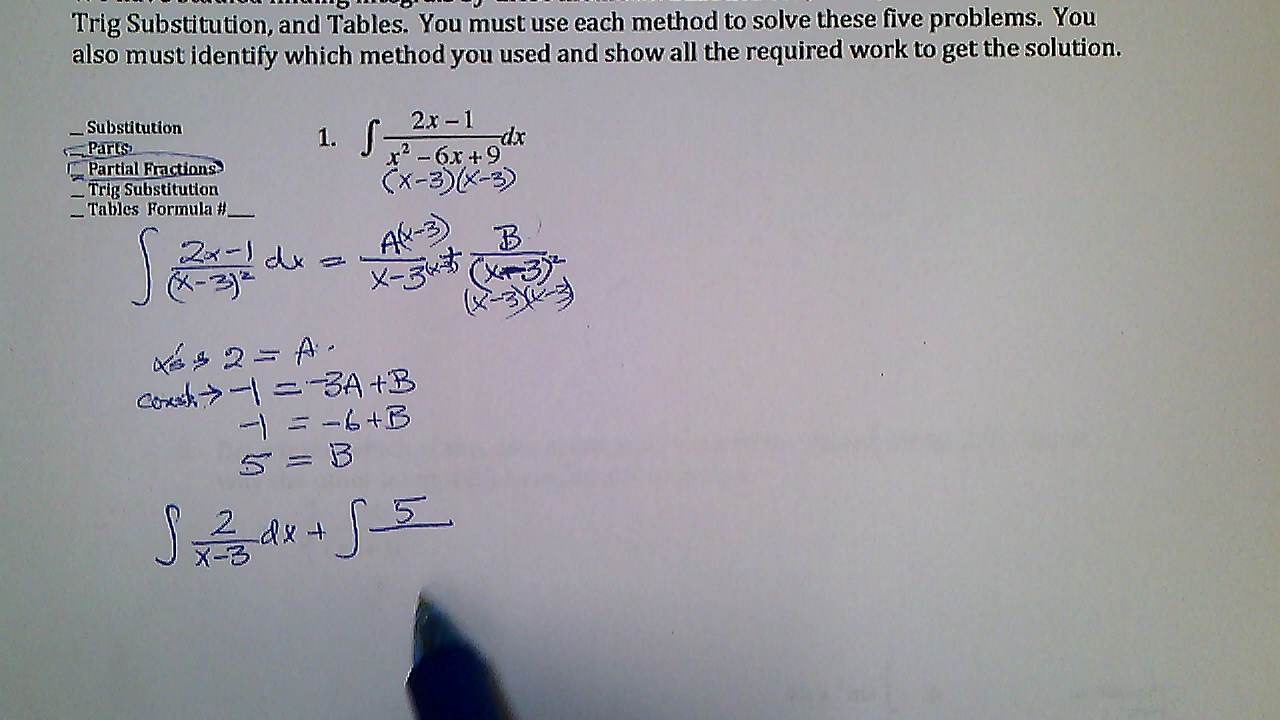 Trig Substitution, and Tables. You must use each method to solve these five problems. You
also must identify which method you used and show all the required work to get the solution.
_ Substitution
_ Parts
_ Partial Fractions
_ Trig Substitution
_ Tables Formula #___
1. ∫ (2x − 1)/(x² − 6x + 9) dx
(x-3)(x-3)
∫ (2x-1)/(x-3)² dx = A(x-3)/(x-3)(x-3) + B/(x-3)²
(x-3)(x-3)
x's 2 = A
const → -1 = -3A + B
-1 = -6 + B
5 = B
∫ 2/(x-3) dx + ∫ 5